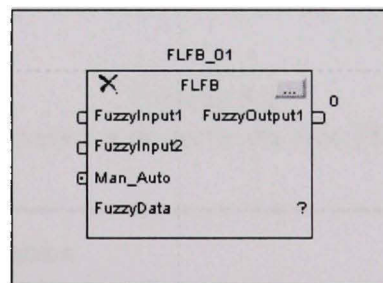 FLFB_01
FLFB ...
FuzzyInput1 FuzzyOutput1 0
FuzzyInput2
Man_Auto
FuzzyData ?